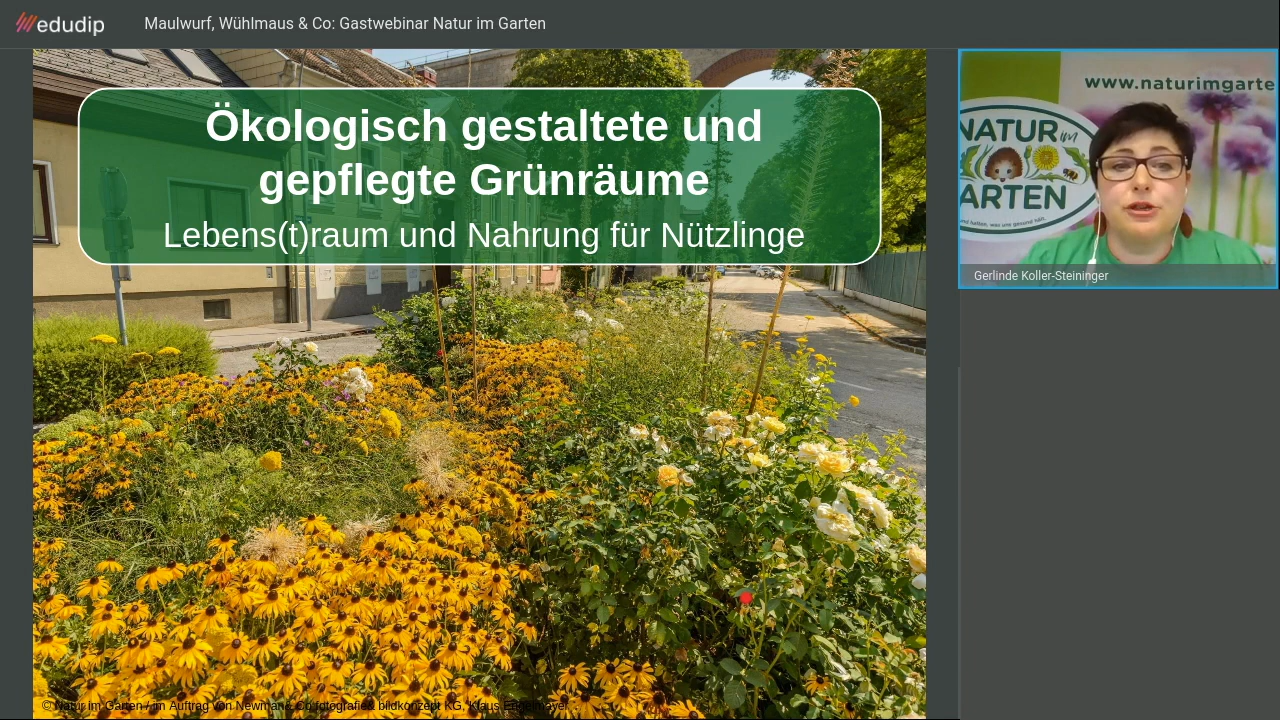 edudip
Maulwurf, Wühlmaus & Co: Gastwebinar Natur im Garten
Ökologisch gestaltete und
gepflegte Grünräume
Lebens(t)raum und Nahrung für Nützlinge
www.naturimgarte
NATUR im
GARTEN
Gerlinde Koller-Steininger
© Natur im Garten / im Auftrag von Newman& Co fotografie& bildkonzept KG, Klaus Engelmayer